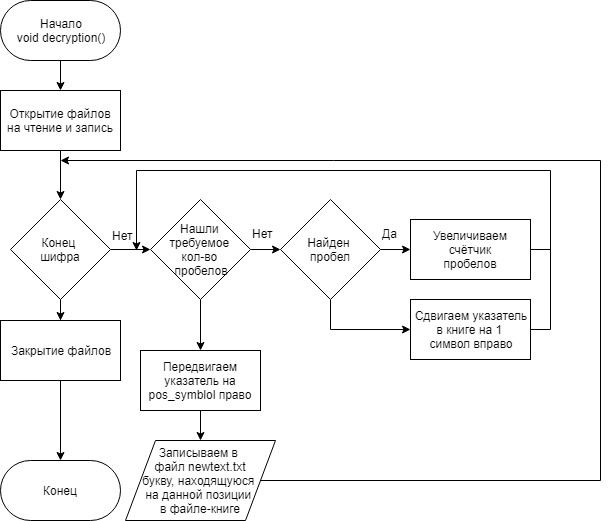 Начало
void decryption()
Открытие файлов
на чтение и запись
Конец
шифра
Нет
Нашли
требуемое
кол-во
пробелов
Нет
Найден
пробел
Да
Увеличиваем
счётчик
пробелов
Сдвигаем указатель
в книге на 1
символ вправо
Закрытие файлов
Передвигаем
указатель на
pos_symblol право
Записываем в
файл newtext.txt
букву, находящуюся
на данной позиции
в файле-книге
Конец